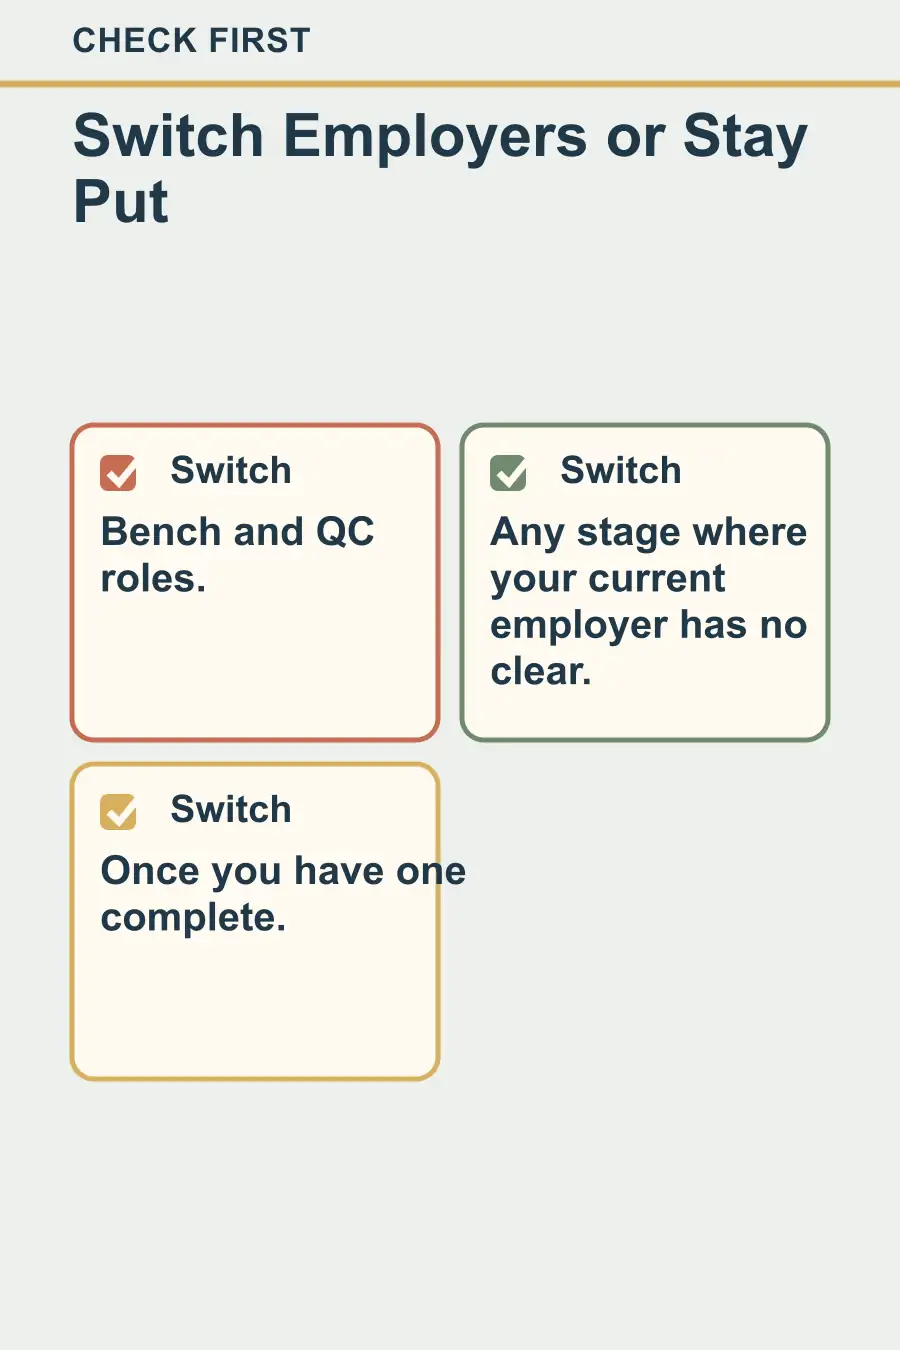 CHECK FIRST
Switch Employers or Stay
Put
Switch
Bench and QC
roles.
Switch
Any stage where
your current
employer has no
clear.
Switch
Once you have one
complete.